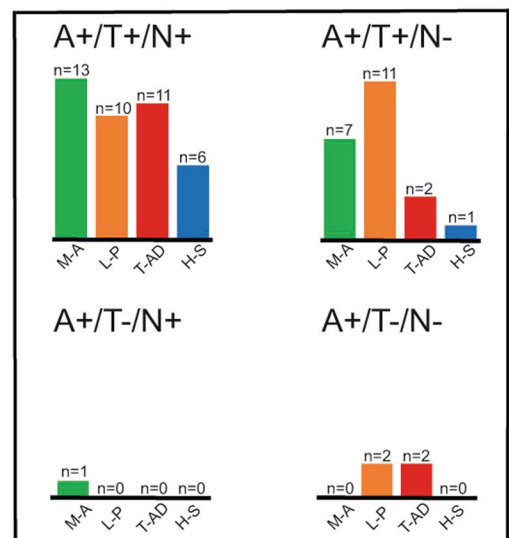 A+/T+/N+
n=13
n=10
n=11
n=6
M-A
L-P
T-AD
H-S
A+/T+/N-
n=7
n=11
n=2
n=1
M-A
L-P
T-AD
H-S
A+/T-/N+
n=1
n=0
n=0
n=0
M-A
L-P
T-AD
H-S
A+/T-/N-
n=0
n=2
n=2
n=0
M-A
L-P
T-AD
H-S